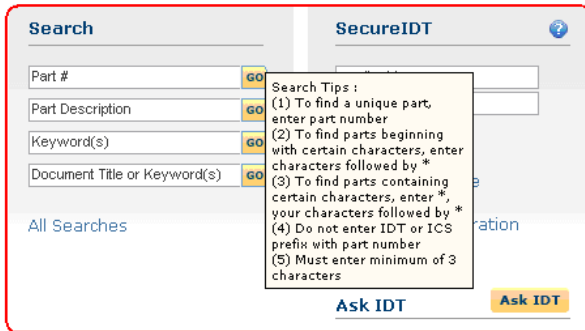 Search
Part #
GO
Part Description
GO
Keyword(s)
GO
Document Title or Keyword(s)
GO
All Searches
SecureIDT
?
Search Tips :
(1) To find a unique part,
enter part number
(2) To find parts beginning
with certain characters, enter
characters followed by *
(3) To find parts containing
certain characters, enter *,
your characters followed by *
(4) Do not enter IDT or ICS
prefix with part number
(5) Must enter minimum of 3
characters
Ask IDT
Ask IDT